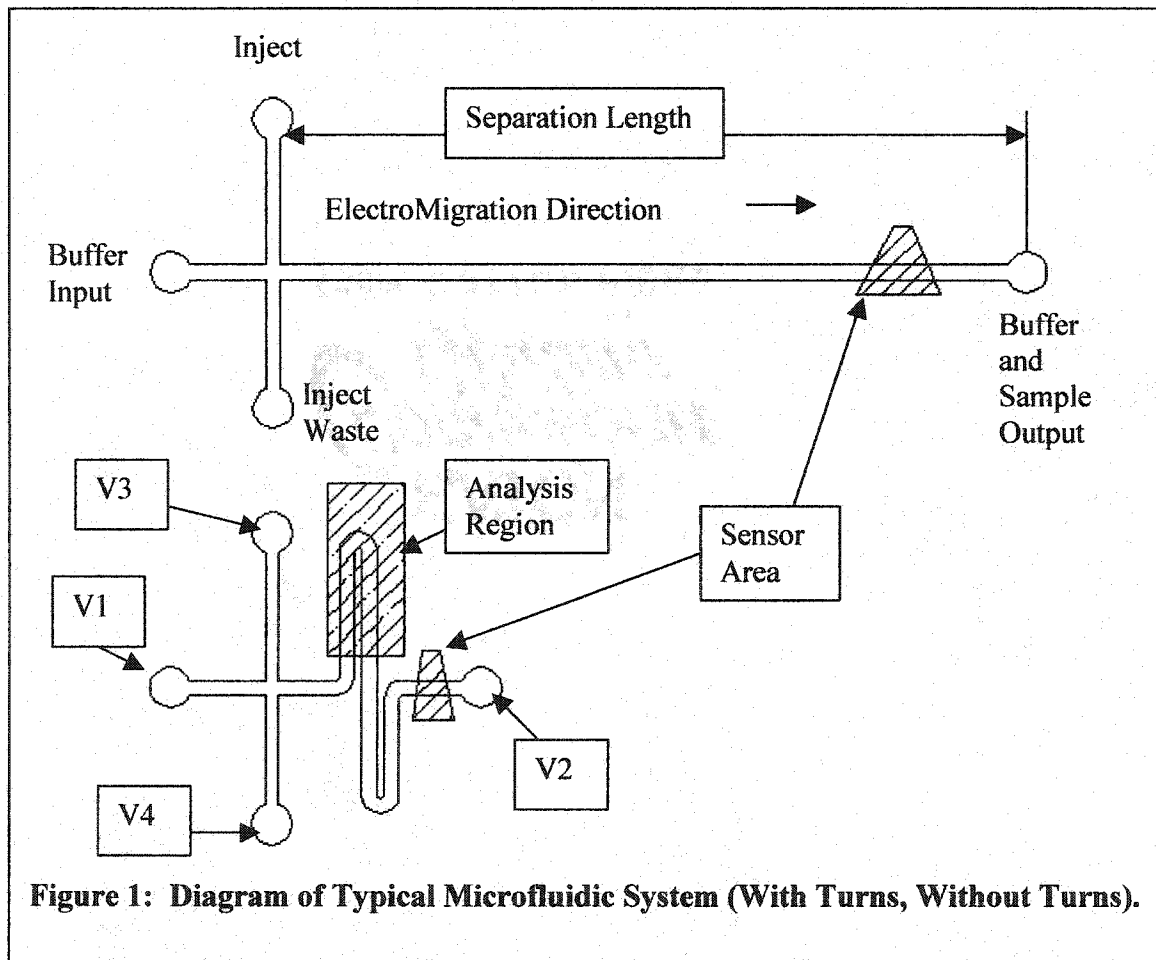 Inject
Separation Length
ElectroMigration Direction
Buffer
Input
Buffer
and
Sample
Output
Inject
Waste
V3
Analysis
Region
Sensor
Area
V1
V2
V4
Figure 1: Diagram of Typical Microfluidic System (With Turns, Without Turns).